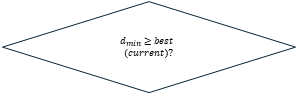 d_min ≥ best
(current)?